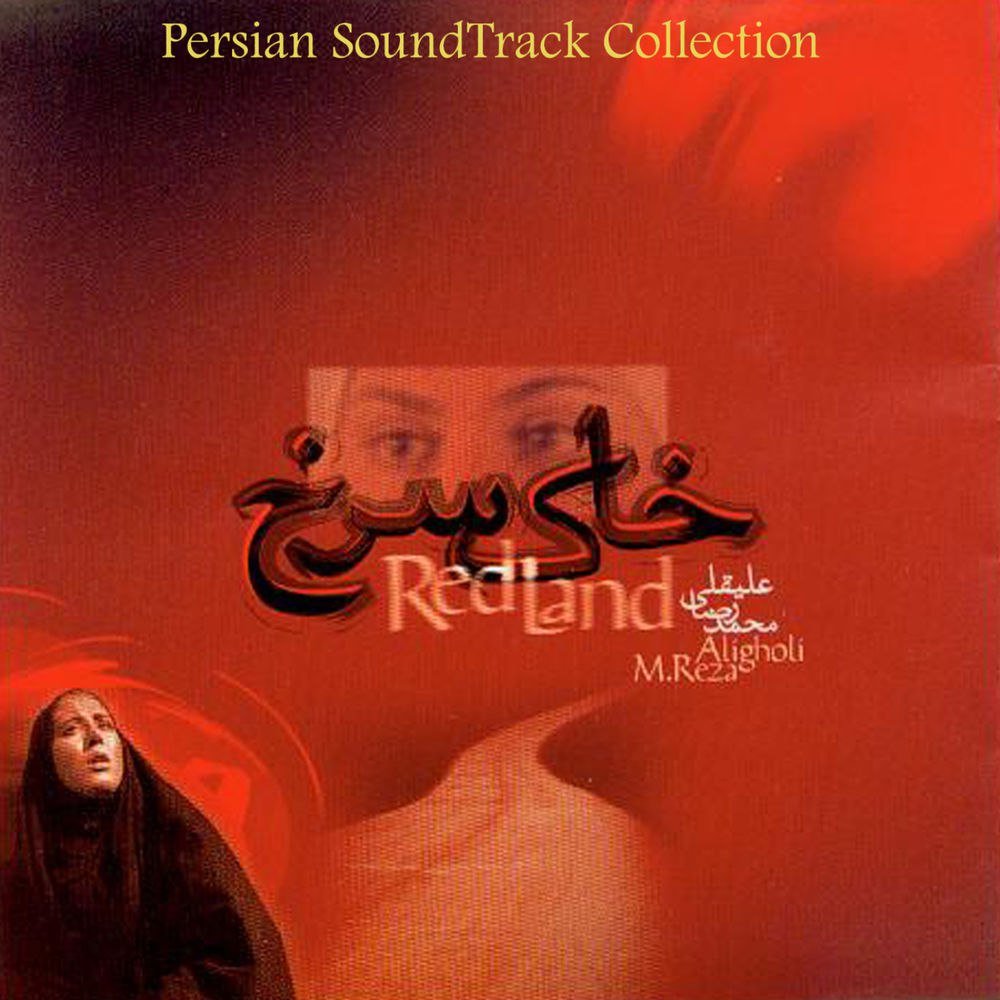 Persian SoundTrack Collection
خاک سرخ
RedLand
علیقلی
محمدرضا
Aligholi
M.Reza